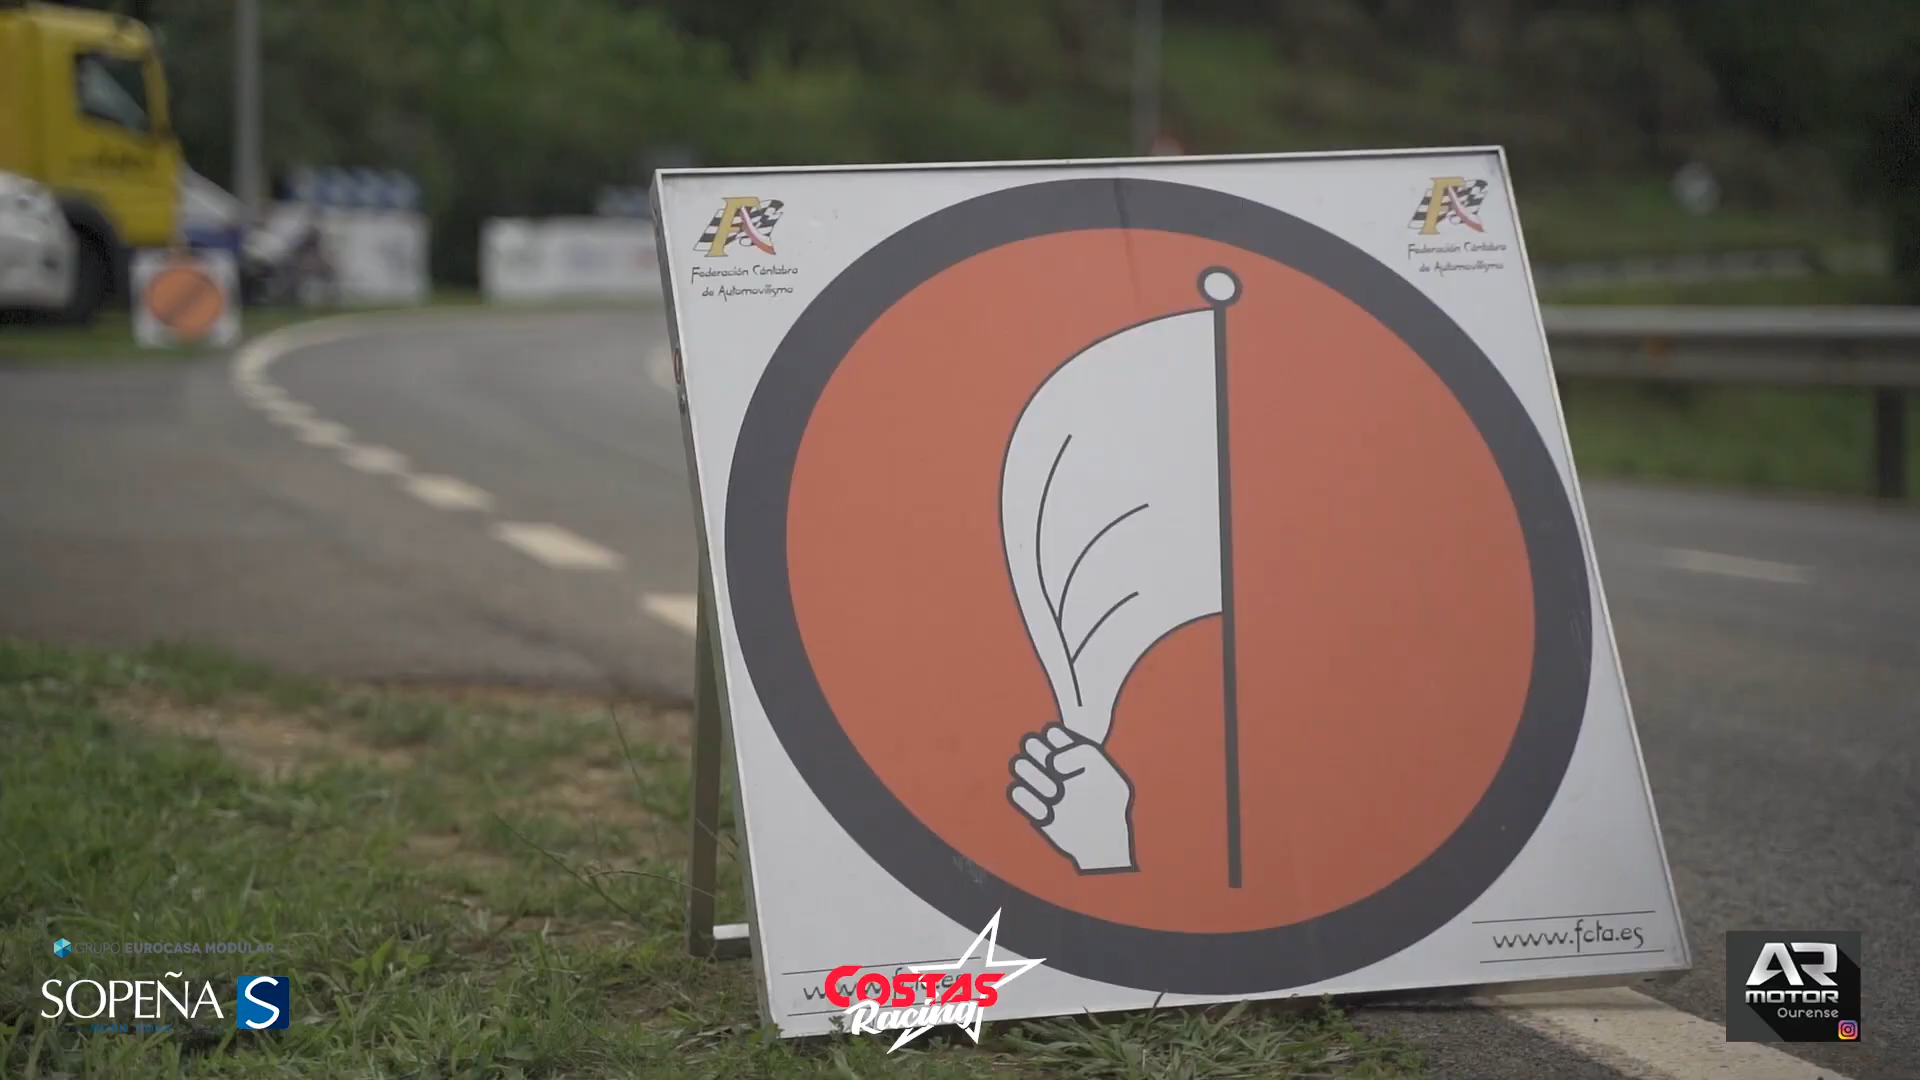 Federación Cántabra
de Automovilismo
Federación Cántabra
de Automovilismo
www.fcta.es
GRUPO EUROCASA MODULAR
SOPEÑA S
COSTAS
Racing
AR
MOTOR
Ourense